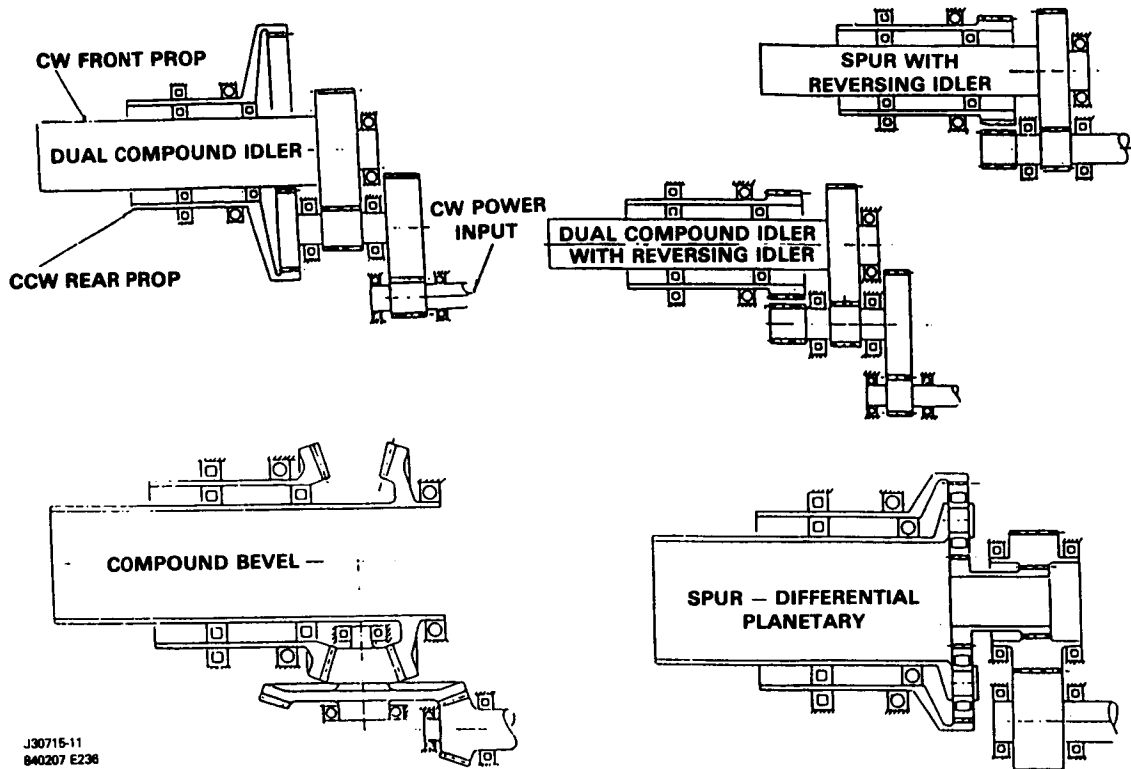 CW FRONT PROP
DUAL COMPOUND IDLER
CCW REAR PROP
CW POWER
INPUT
SPUR WITH
REVERSING IDLER
DUAL COMPOUND IDLER
WITH REVERSING IDLER
COMPOUND BEVEL
SPUR — DIFFERENTIAL
PLANETARY
J30715-11
840207 E236